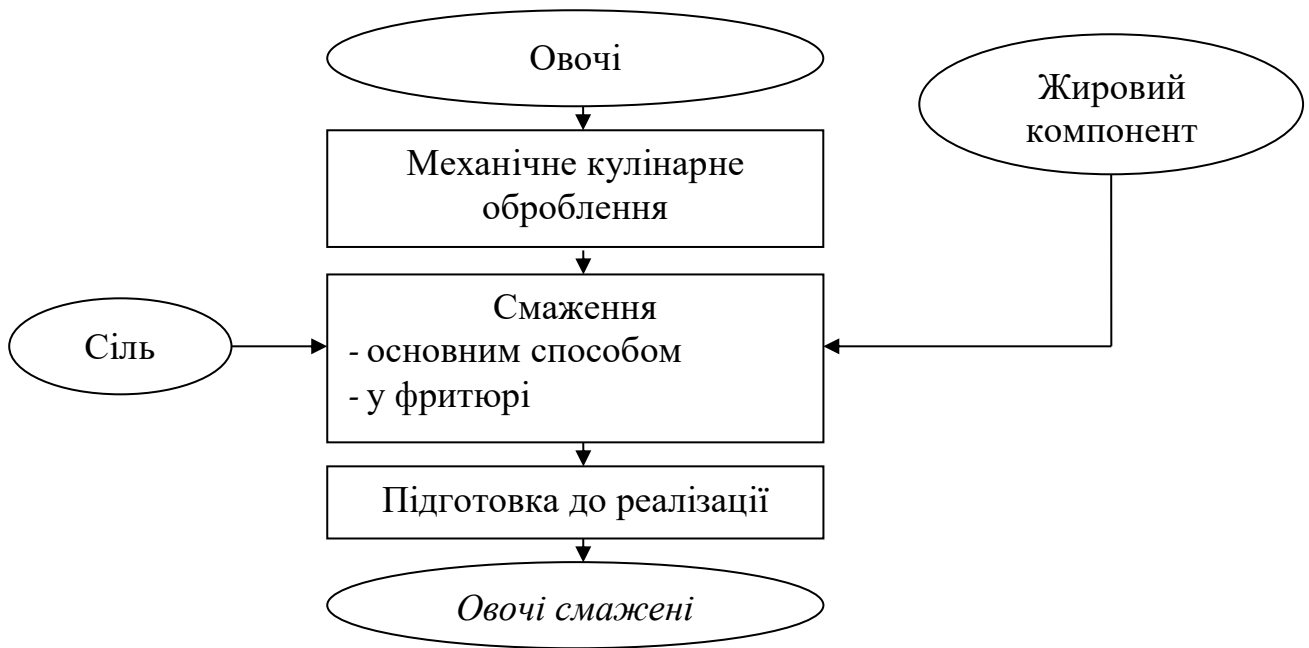 Овочі
Жировий
компонент
Механічне кулінарне
оброблення
Смаження
- основним способом
- у фритюрі
Сіль
Підготовка до реалізації
Овочі смажені